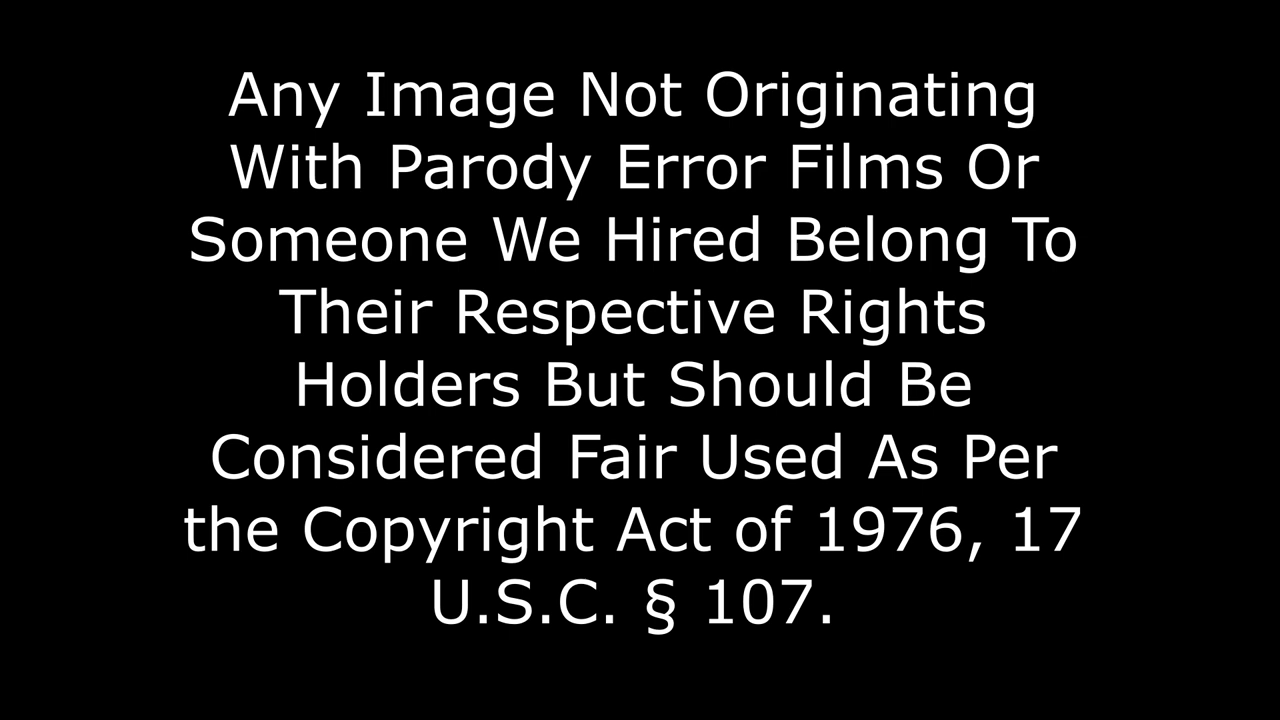 Any Image Not Originating
With Parody Error Films Or
Someone We Hired Belong To
Their Respective Rights
Holders But Should Be
Considered Fair Used As Per
the Copyright Act of 1976, 17
U.S.C. § 107.